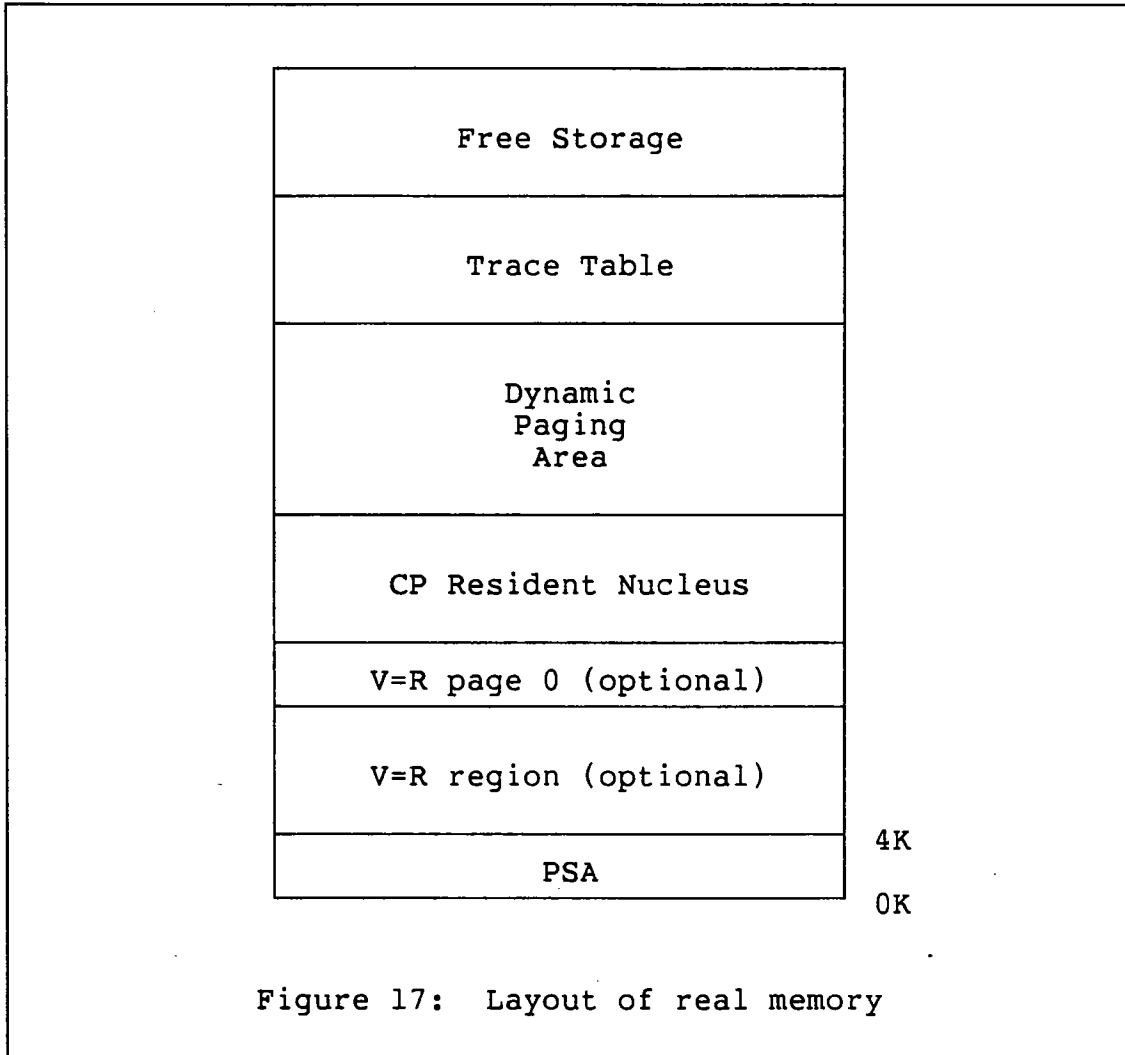 Free Storage
Trace Table
Dynamic
Paging
Area
CP Resident Nucleus
V=R page 0 (optional)
V=R region (optional)
4K
PSA
0K
Figure 17: Layout of real memory